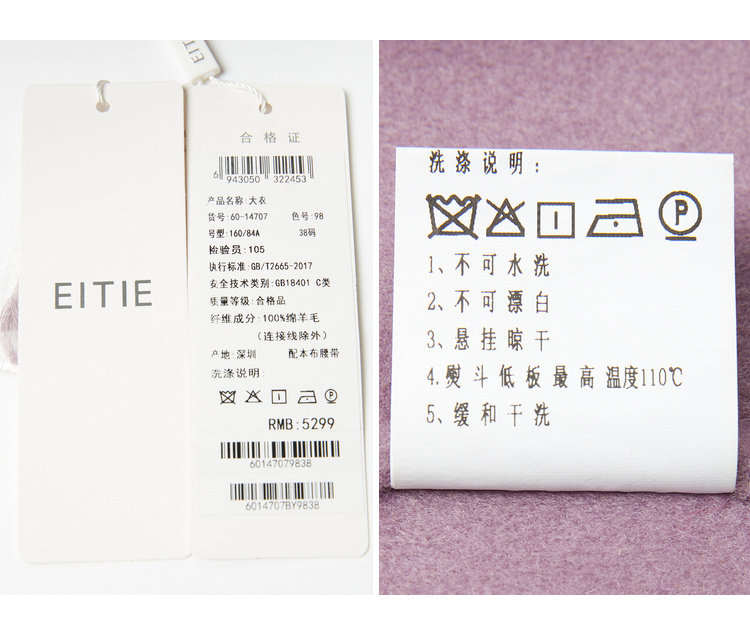 EITIE
EITIE
合格证
6 943050 322453
产品名称:大衣
货号:60-14707 色号:98
号型:160/84A 38码
检验员:105
执行标准:GB/T2665-2017
安全技术类别:GB18401 C类
质量等级:合格品
纤维成分:100%绵羊毛
(连接线除外)
产地:深圳 配本布腰带
洗涤说明:
P
RMB:5299
60147079838
6014707BY9838
洗涤说明:
P
1、不可水洗
2、不可漂白
3、悬挂晾干
4.熨斗低板最高温度110℃
5、缓和干洗